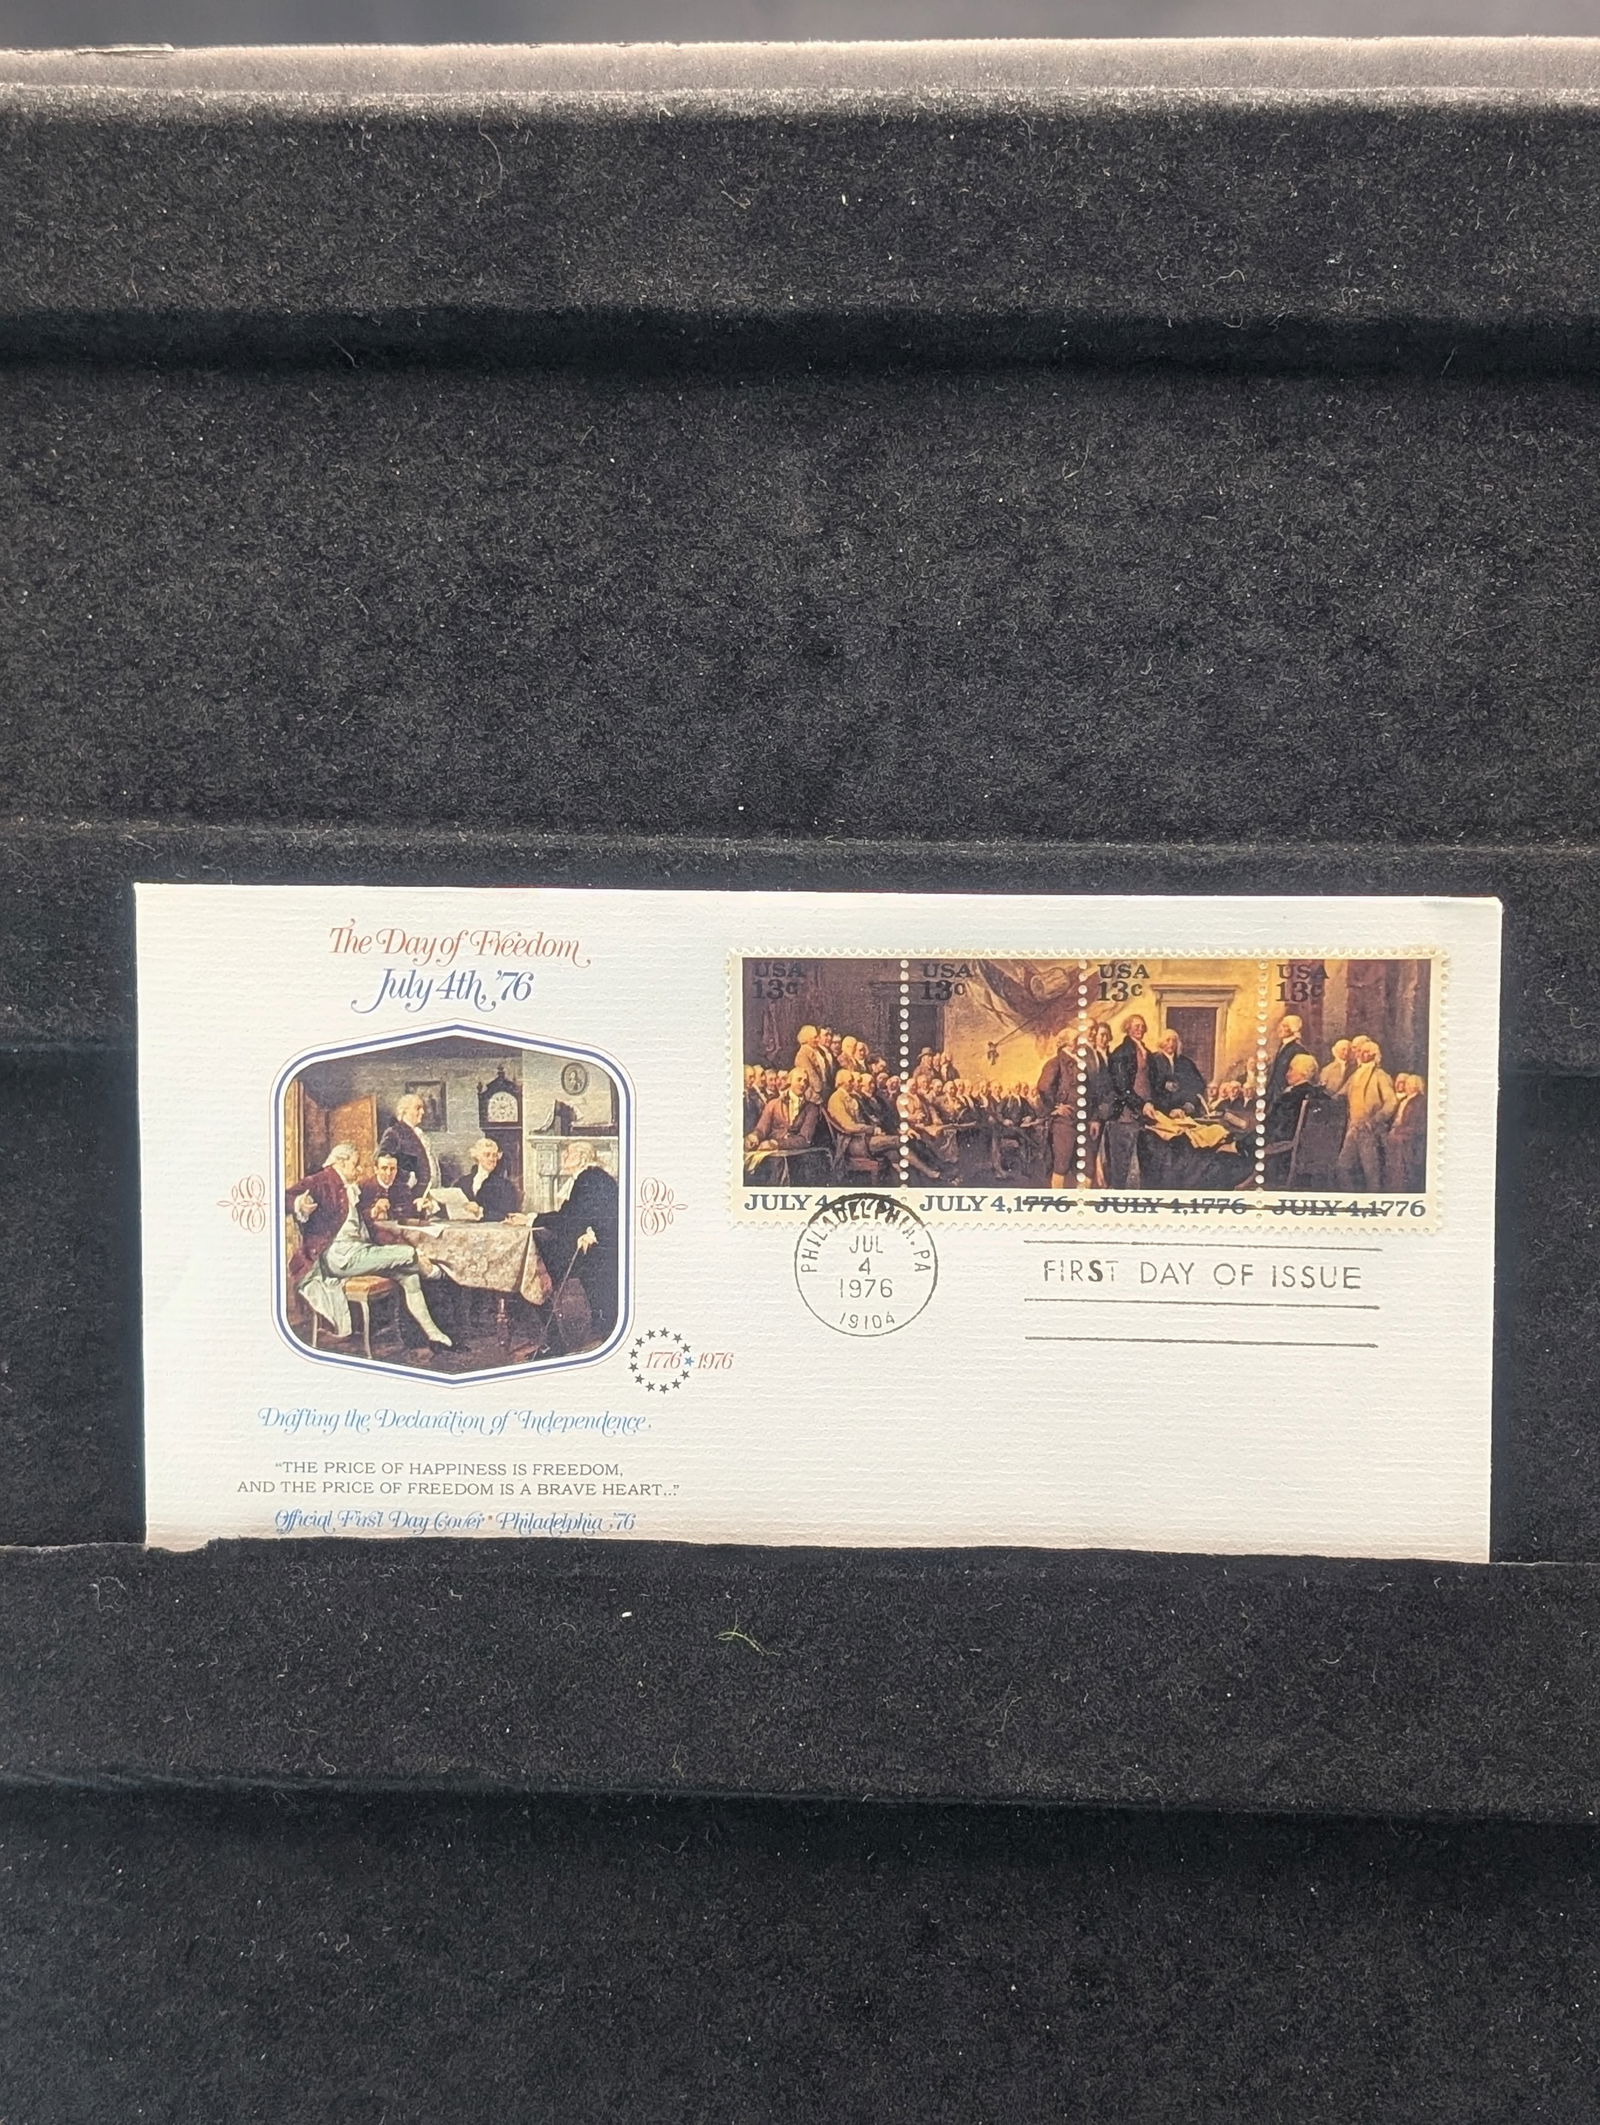 The Day of Freedom
July 4th, '76
1776 ★ 1976
Drafting the Declaration of Independence.
"THE PRICE OF HAPPINESS IS FREEDOM,
AND THE PRICE OF FREEDOM IS A BRAVE HEART..."
Official First Day Cover • Philadelphia '76
USA
13c
USA
13c
USA
13c
USA
13c
JULY 4,1776
JULY 4,1776
JULY 4,1776
JULY 4,1776
PHILADELPHIA, PA
JUL
4
1976
19104
FIRST DAY OF ISSUE